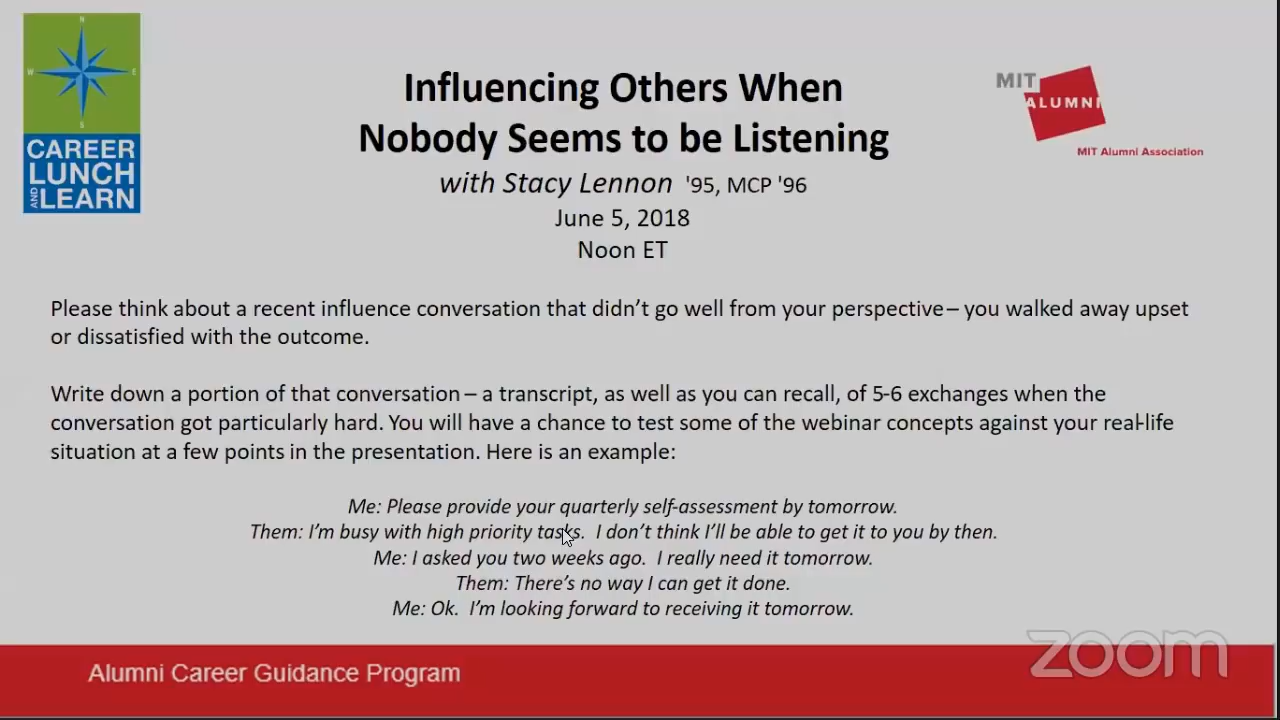 N
W
E
S
CAREER
LUNCH
AND LEARN
MIT
ALUMNI
MIT Alumni Association
Influencing Others When
Nobody Seems to be Listening
with Stacy Lennon '95, MCP '96
June 5, 2018
Noon ET
Please think about a recent influence conversation that didn’t go well from your perspective – you walked away upset
or dissatisfied with the outcome.
Write down a portion of that conversation – a transcript, as well as you can recall, of 5-6 exchanges when the
conversation got particularly hard. You will have a chance to test some of the webinar concepts against your real-life
situation at a few points in the presentation. Here is an example:
Me: Please provide your quarterly self-assessment by tomorrow.
Them: I’m busy with high priority tasks. I don’t think I’ll be able to get it to you by then.
Me: I asked you two weeks ago. I really need it tomorrow.
Them: There’s no way I can get it done.
Me: Ok. I’m looking forward to receiving it tomorrow.
zoom
Alumni Career Guidance Program